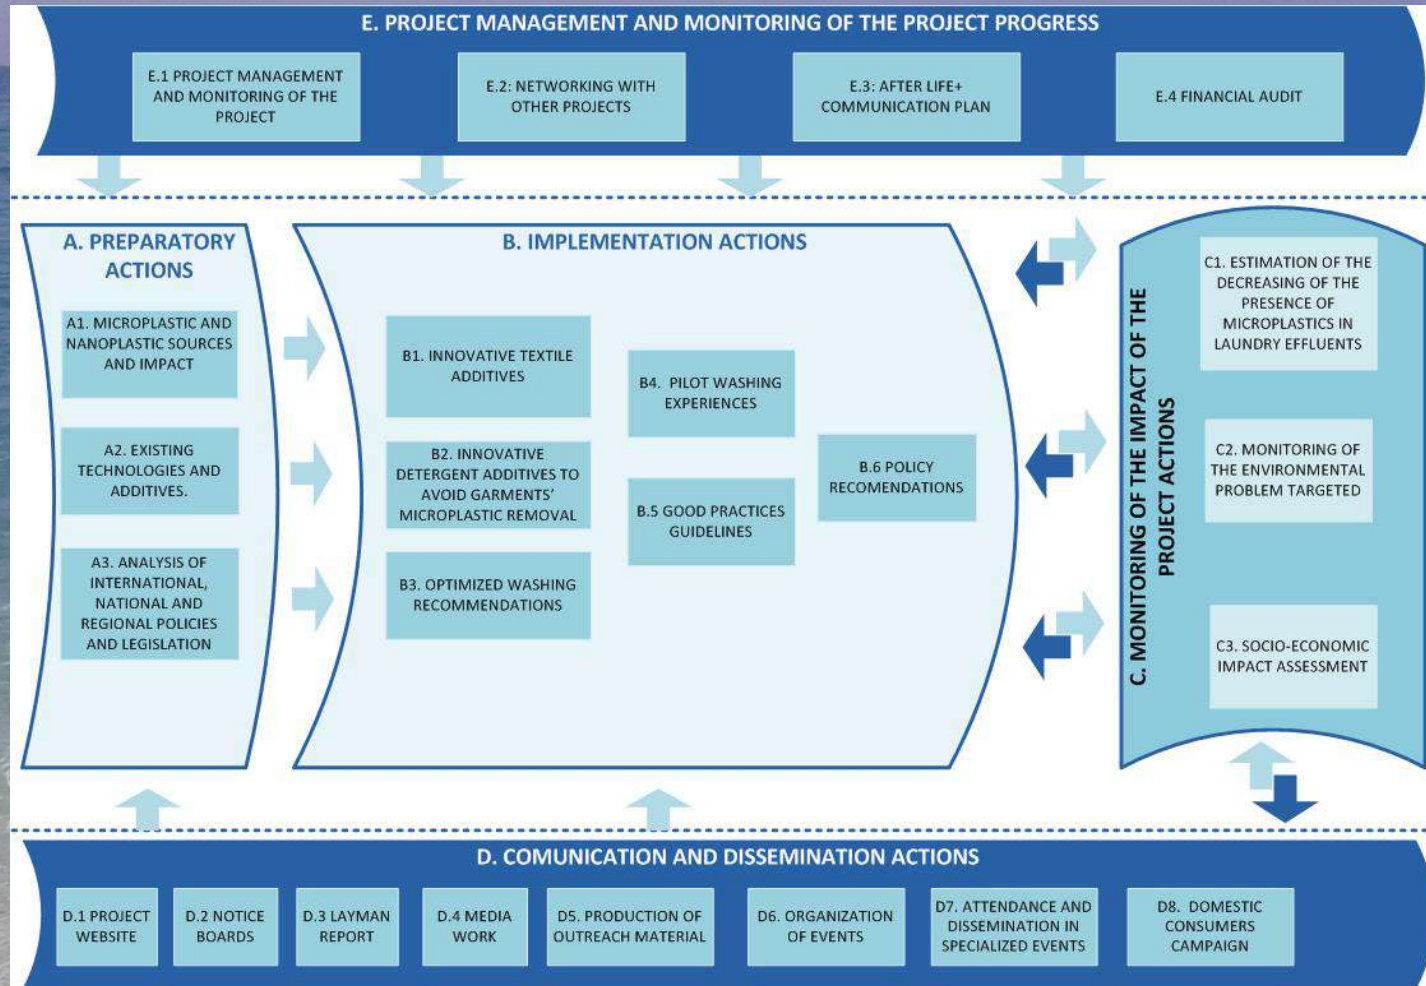 E. PROJECT MANAGEMENT AND MONITORING OF THE PROJECT PROGRESS
E.1 PROJECT MANAGEMENT
AND MONITORING OF THE
PROJECT
E.2: NETWORKING WITH
OTHER PROJECTS
E.3: AFTER LIFE+
COMMUNICATION PLAN
E.4 FINANCIAL AUDIT
A. PREPARATORY
ACTIONS
A1. MICROPLASTIC AND
NANOPLASTIC SOURCES
AND IMPACT
A2. EXISTING
TECHNOLOGIES AND
ADDITIVES.
A3. ANALYSIS OF
INTERNATIONAL,
NATIONAL AND
REGIONAL POLICIES
AND LEGISLATION
B. IMPLEMENTATION ACTIONS
B1. INNOVATIVE TEXTILE
ADDITIVES
B2. INNOVATIVE
DETERGENT ADDITIVES TO
AVOID GARMENTS’
MICROPLASTIC REMOVAL
B3. OPTIMIZED WASHING
RECOMMENDATIONS
B4. PILOT WASHING
EXPERIENCES
B.5 GOOD PRACTICES
GUIDELINES
B.6 POLICY
RECOMENDATIONS
C. MONITORING OF THE IMPACT OF THE
PROJECT ACTIONS
C1. ESTIMATION OF THE
DECREASING OF THE
PRESENCE OF
MICROPLASTICS IN
LAUNDRY EFFLUENTS
C2. MONITORING OF
THE ENVIRONMENTAL
PROBLEM TARGETED
C3. SOCIO-ECONOMIC
IMPACT ASSESSMENT
D. COMUNICATION AND DISSEMINATION ACTIONS
D.1 PROJECT
WEBSITE
D.2 NOTICE
BOARDS
D.3 LAYMAN
REPORT
D.4 MEDIA
WORK
D5. PRODUCTION OF
OUTREACH MATERIAL
D6. ORGANIZATION
OF EVENTS
D7. ATTENDANCE AND
DISSEMINATION IN
SPECIALIZED EVENTS
D8. DOMESTIC
CONSUMERS
CAMPAIGN